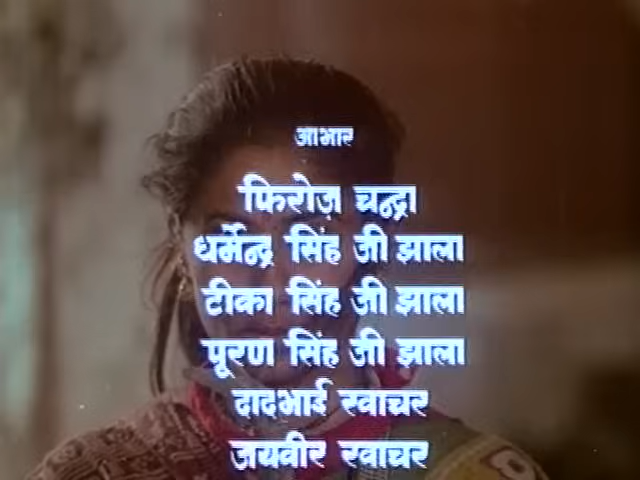 आभार
फिरोज़ चन्द्रा
धर्मेन्द्र सिंह जी झाला
टीका सिंह जी झाला
पूरण सिंह जी झाला
दादभाई खाचर
जयवीर खाचर